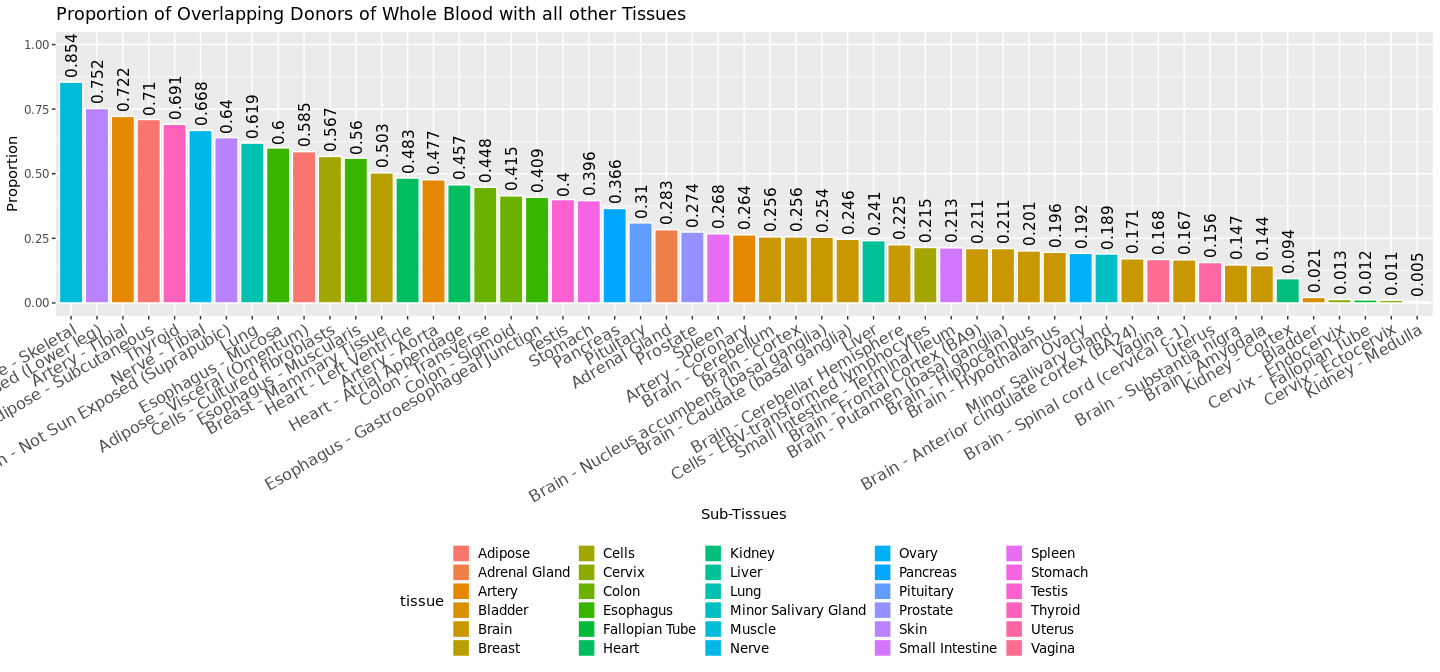 Proportion of Overlapping Donors of Whole Blood with all other Tissues
Proportion
1.00
0.75
0.50
0.25
0.00
0.854
0.752
0.722
0.71
0.691
0.668
0.64
0.619
0.6
0.585
0.567
0.56
0.503
0.483
0.477
0.457
0.448
0.415
0.409
0.4
0.396
0.366
0.31
0.283
0.274
0.268
0.264
0.256
0.256
0.254
0.246
0.241
0.225
0.215
0.213
0.211
0.211
0.201
0.196
0.192
0.189
0.171
0.168
0.167
0.156
0.147
0.144
0.094
0.021
0.013
0.012
0.011
0.005
- Skeletal
(Lower leg)
Artery - Tibial
- Subcutaneous
Thyroid
Nerve - Tibial
- Not Sun Exposed (Suprapubic)
Lung
Esophagus - Mucosa
Adipose - Visceral (Omentum)
Cells - Cultured fibroblasts
Esophagus - Muscularis
Breast - Mammary Tissue
Heart - Left Ventricle
Artery - Aorta
Heart - Atrial Appendage
Colon - Transverse
Colon - Sigmoid
Esophagus - Gastroesophageal Junction
Testis
Stomach
Pancreas
Pituitary
Adrenal Gland
Prostate
Spleen
Artery - Coronary
Brain - Cerebellum
Brain - Cortex
Brain - Nucleus accumbens (basal ganglia)
Brain - Caudate (basal ganglia)
Liver
Brain - Cerebellar Hemisphere
Cells - EBV-transformed lymphocytes
Small Intestine - Terminal Ileum
Brain - Frontal Cortex (BA9)
Brain - Putamen (basal ganglia)
Brain - Hippocampus
Brain - Hypothalamus
Ovary
Minor Salivary Gland
Brain - Anterior cingulate cortex (BA24)
Vagina
Brain - Spinal cord (cervical c-1)
Uterus
Brain - Substantia nigra
Brain - Amygdala
Kidney - Cortex
Bladder
Cervix - Endocervix
Fallopian Tube
Cervix - Ectocervix
Kidney - Medulla
Sub-Tissues
tissue
Adipose
Adrenal Gland
Artery
Bladder
Brain
Breast
Cells
Cervix
Colon
Esophagus
Fallopian Tube
Heart
Kidney
Liver
Lung
Minor Salivary Gland
Muscle
Nerve
Ovary
Pancreas
Pituitary
Prostate
Skin
Small Intestine
Spleen
Stomach
Testis
Thyroid
Uterus
Vagina